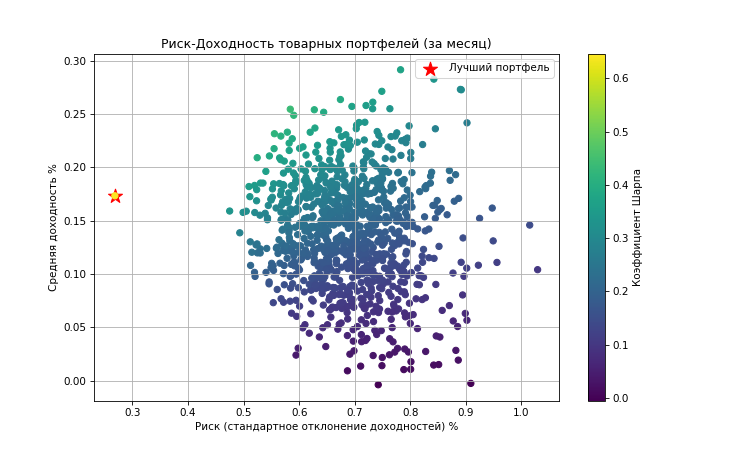 Риск-Доходность товарных портфелей (за месяц)
Лучший портфель
Средняя доходность %
0.30
0.25
0.20
0.15
0.10
0.05
0.00
0.3 0.4 0.5 0.6 0.7 0.8 0.9 1.0
Риск (стандартное отклонение доходностей) %
0.6
0.5
0.4
0.3
0.2
0.1
0.0
Коэффициент Шарпа